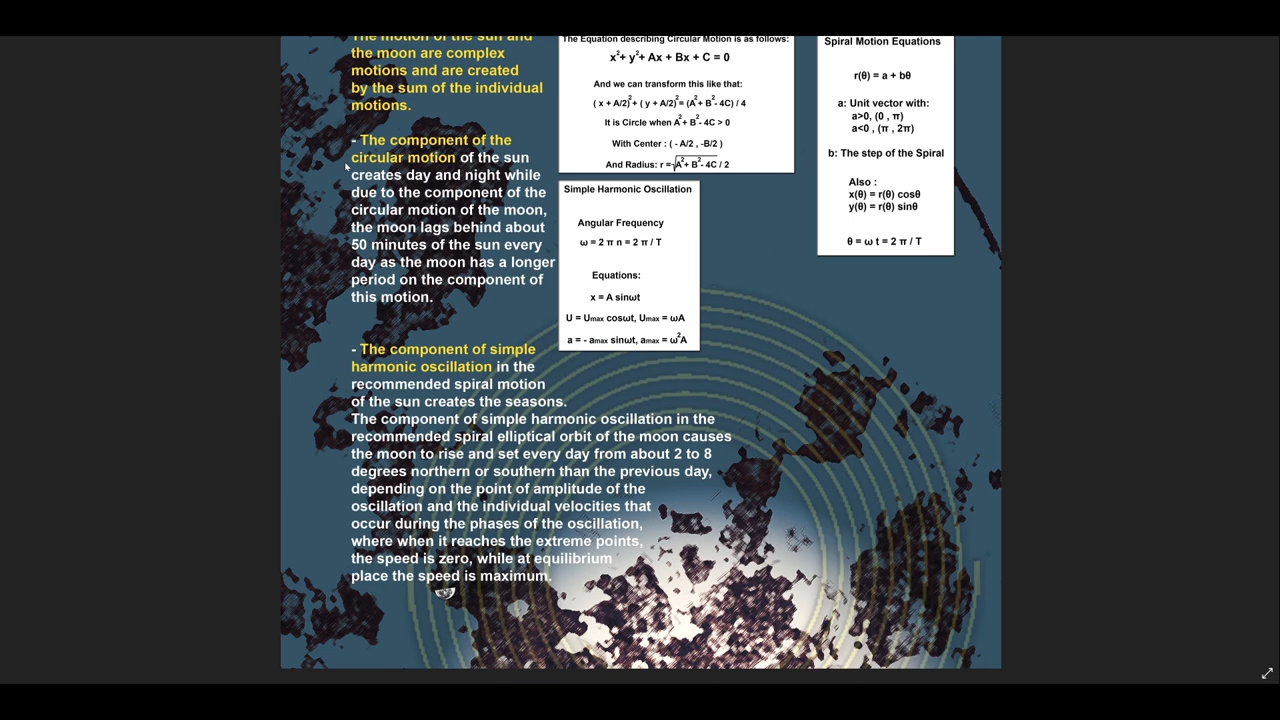 The motion of the sun and
the moon are complex
motions and are created
by the sum of the individual
motions.
- The component of the
circular motion of the sun
creates day and night while
due to the component of the
circular motion of the moon,
the moon lags behind about
50 minutes of the sun every
day as the moon has a longer
period on the component of
this motion.
- The component of simple
harmonic oscillation in the
recommended spiral motion
of the sun creates the seasons.
The component of simple harmonic oscillation in the
recommended spiral elliptical orbit of the moon causes
the moon to rise and set every day from about 2 to 8
degrees northern or southern than the previous day,
depending on the point of amplitude of the
oscillation and the individual velocities that
occur during the phases of the oscillation,
where when it reaches the extreme points,
the speed is zero, while at equilibrium
place the speed is maximum.
The Equation describing Circular Motion is as follows:
x²+ y²+ Ax + Bx + C = 0
And we can transform this like that:
( x + A/2)²+ ( y + A/2)²= (A²+ B²- 4C) / 4
It is Circle when A²+ B²- 4C > 0
With Center : ( - A/2 , -B/2 )
And Radius: r =√A²+ B²- 4C / 2
Simple Harmonic Oscillation
Angular Frequency
ω = 2 π n = 2 π / T
Equations:
x = A sinωt
U = Umax cosωt, Umax = ωA
a = - amax sinωt, amax = ω²A
Spiral Motion Equations
r(θ) = a + bθ
a: Unit vector with:
a>0, (0 , π)
a<0 , (π , 2π)
b: The step of the Spiral
Also :
x(θ) = r(θ) cosθ
y(θ) = r(θ) sinθ
θ = ω t = 2 π / T